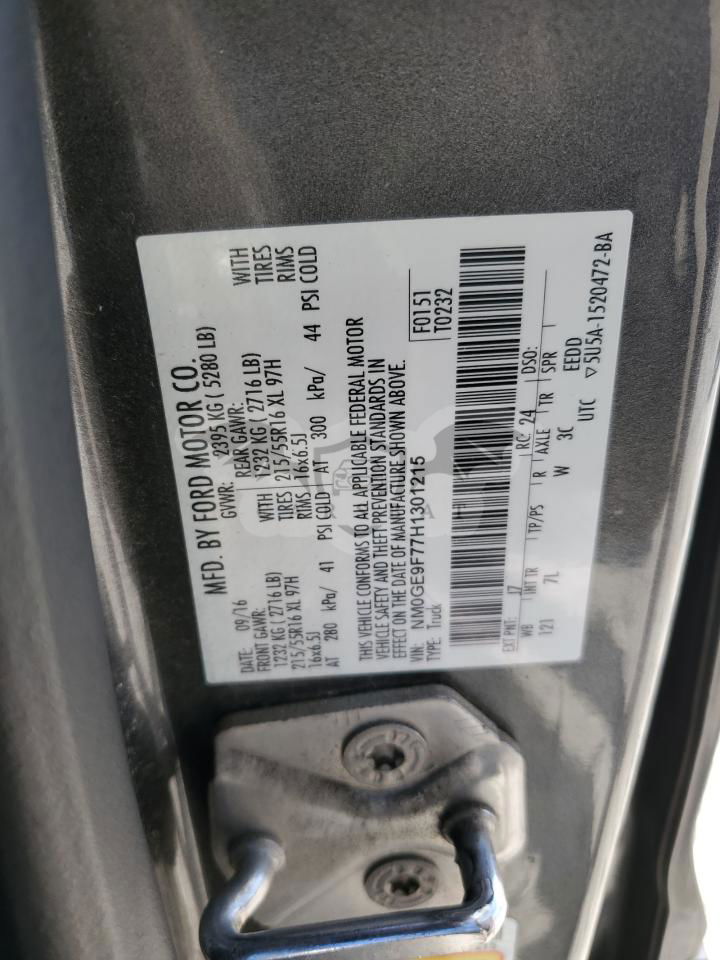 MFD. BY FORD MOTOR CO.
DATE: 09/16 GVWR: 2395 KG ( 5280 LB)
FRONT GAWR: REAR GAWR: WITH
1232 KG ( 2716 LB) WITH 1232 KG ( 2716 LB) TIRES
215/55R16 XL 97H TIRES 215/55R16 XL 97H RIMS
16x6.5J RIMS 16x6.5J
AT 280 kPa/ 41 PSI COLD AT 300 kPa/ 44 PSI COLD
THIS VEHICLE CONFORMS TO ALL APPLICABLE FEDERAL MOTOR
VEHICLE SAFETY AND THEFT PREVENTION STANDARDS IN
EFFECT ON THE DATE OF MANUFACTURE SHOWN ABOVE.
VIN: NM0GE9F77H1301215 F0151
TYPE: Truck T0232
EXT PNT: J7 RC: 24 DSO:
WB INT TR TP/PS R AXLE TR SPR
121 7L W 3C EEDD
UTC ▽5U5A-1520472-BA